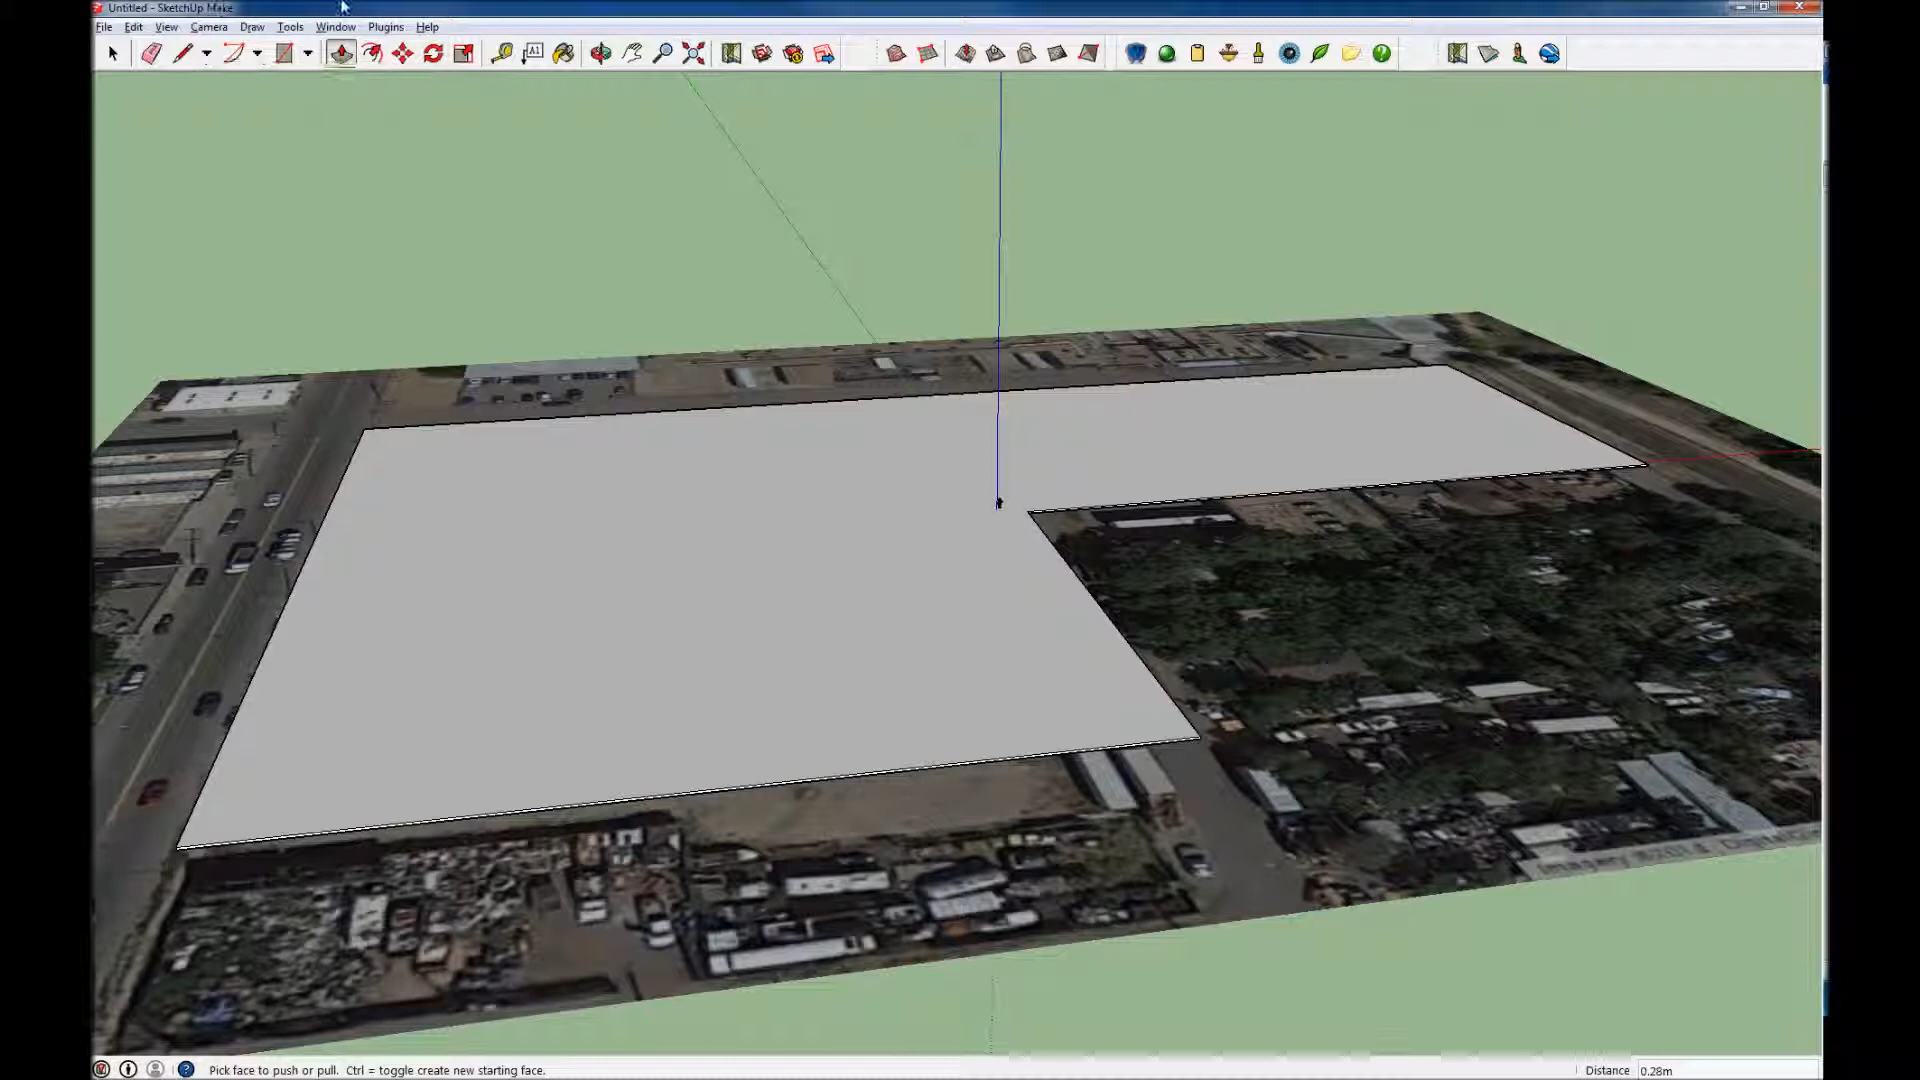 Untitled - SketchUp Make
File Edit View Camera Draw Tools Window Plugins Help
A1
Pick face to push or pull. Ctrl = toggle create new starting face.
Distance 0.28m